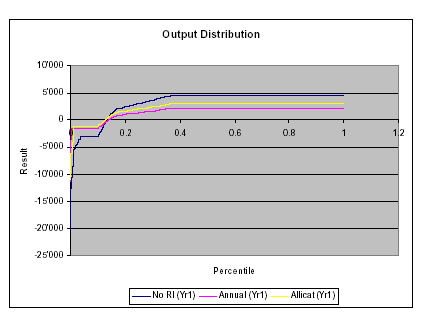 Output Distribution
10'000
5'000
0
-5'000
-10'000
-15'000
-20'000
-25'000
0 0.2 0.4 0.6 0.8 1 1.2
Result
Percentile
No RI (Yr1) Annual (Yr1) Allicat (Yr1)